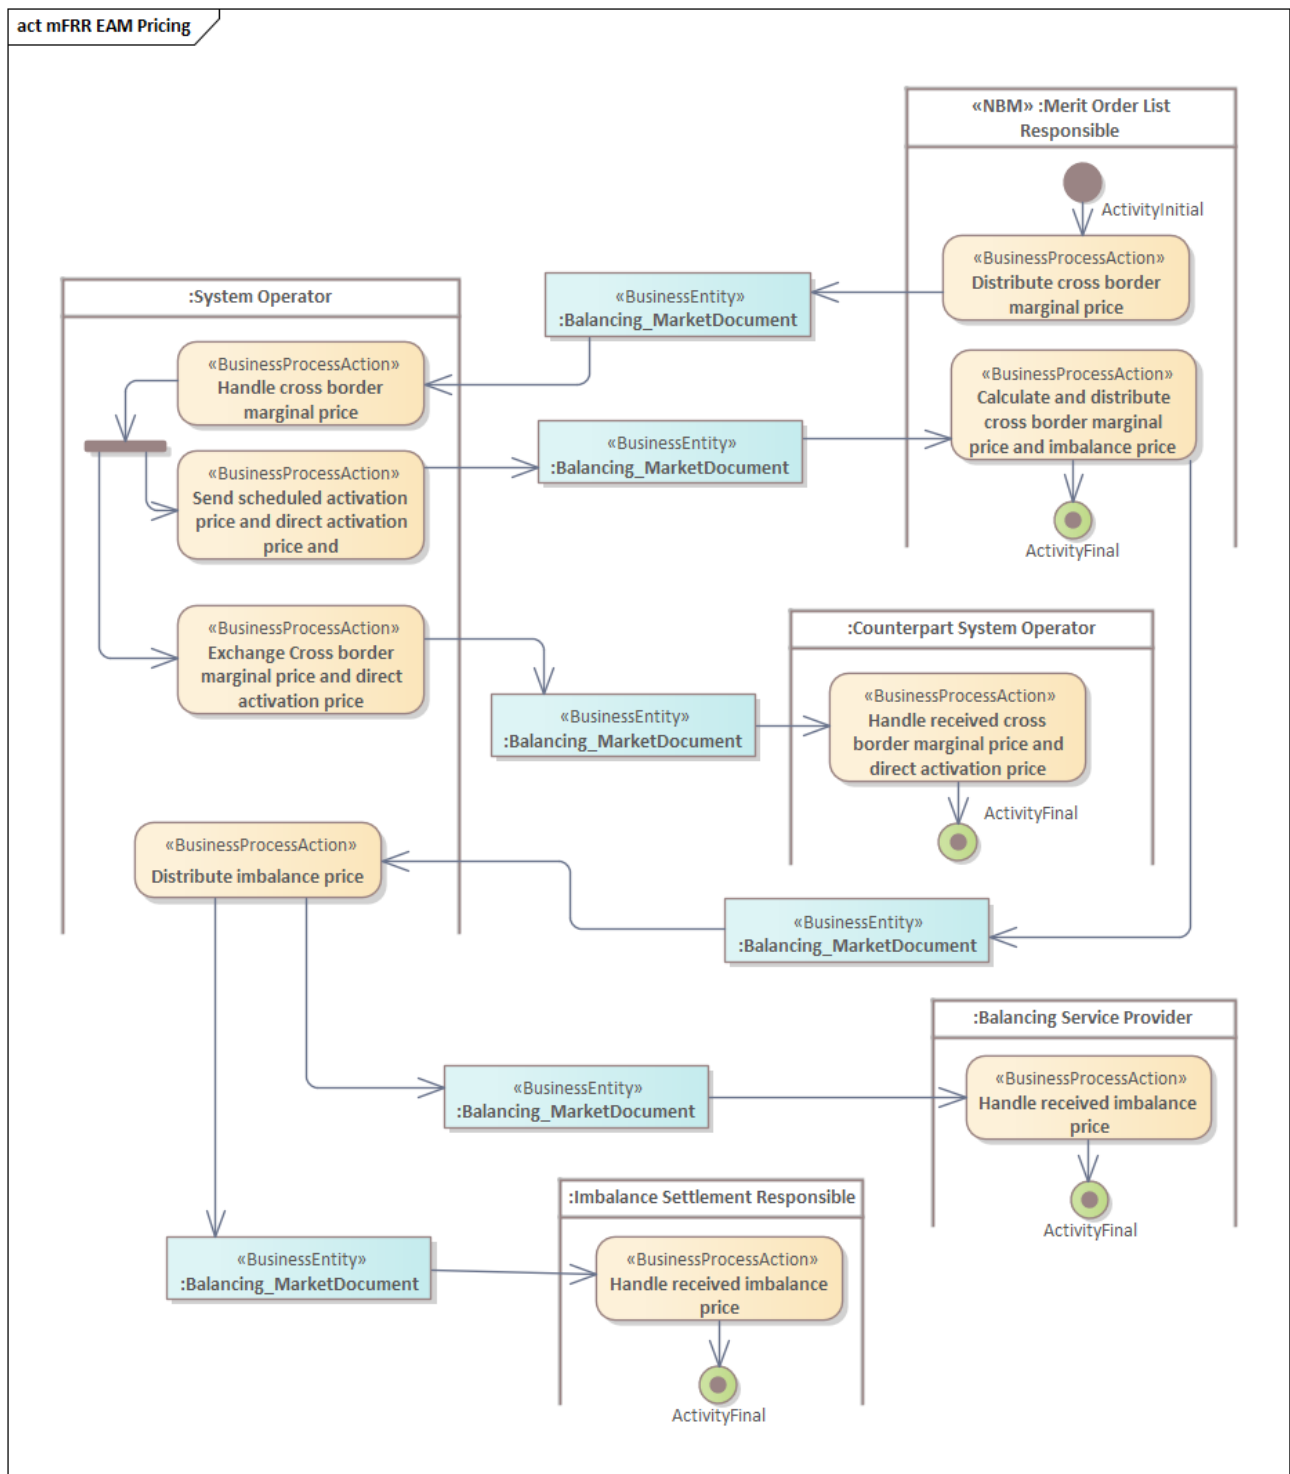 act mFRR EAM Pricing
«NBM» :Merit Order List
Responsible
ActivityInitial
«BusinessProcessAction»
Distribute cross border
marginal price
«BusinessEntity»
:Balancing_MarketDocument
:System Operator
«BusinessProcessAction»
Handle cross border
marginal price
«BusinessProcessAction»
Calculate and distribute
cross border marginal
price and imbalance price
«BusinessEntity»
:Balancing_MarketDocument
«BusinessProcessAction»
Send scheduled activation
price and direct activation
price and
ActivityFinal
«BusinessProcessAction»
Exchange Cross border
marginal price and direct
activation price
:Counterpart System Operator
«BusinessEntity»
:Balancing_MarketDocument
«BusinessProcessAction»
Handle received cross
border marginal price and
direct activation price
ActivityFinal
«BusinessProcessAction»
Distribute imbalance price
«BusinessEntity»
:Balancing_MarketDocument
:Balancing Service Provider
«BusinessEntity»
:Balancing_MarketDocument
«BusinessProcessAction»
Handle received imbalance
price
ActivityFinal
:Imbalance Settlement Responsible
«BusinessEntity»
:Balancing_MarketDocument
«BusinessProcessAction»
Handle received imbalance
price
ActivityFinal